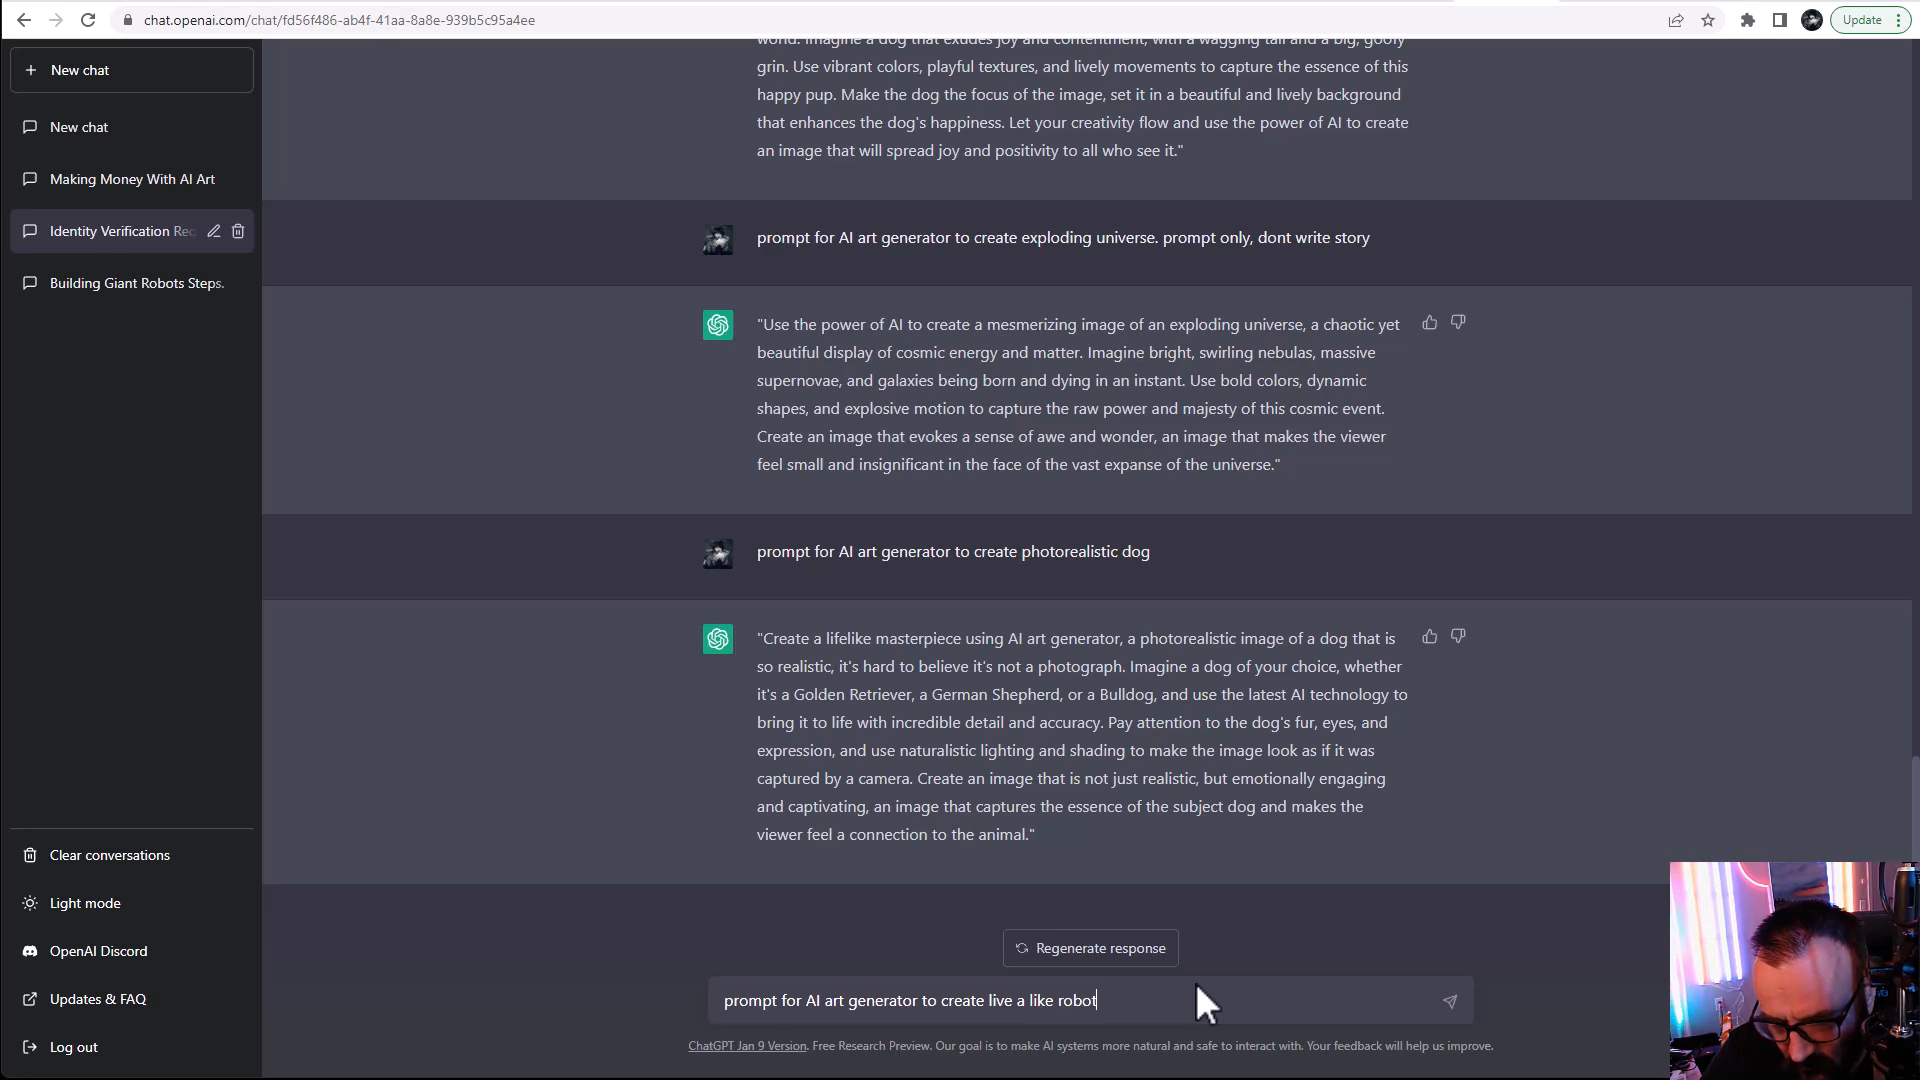 chat.openai.com/chat/fd56f486-ab4f-41aa-8a8e-939b5c95a4ee
Update
New chat
New chat
Making Money With AI Art
Identity Verification Req
Building Giant Robots Steps.
Clear conversations
Light mode
OpenAI Discord
Updates & FAQ
Log out
world. Imagine a dog that exudes joy and contentment, with a wagging tail and a big, goofy
grin. Use vibrant colors, playful textures, and lively movements to capture the essence of this
happy pup. Make the dog the focus of the image, set it in a beautiful and lively background
that enhances the dog's happiness. Let your creativity flow and use the power of AI to create
an image that will spread joy and positivity to all who see it."
prompt for AI art generator to create exploding universe. prompt only, dont write story
"Use the power of AI to create a mesmerizing image of an exploding universe, a chaotic yet
beautiful display of cosmic energy and matter. Imagine bright, swirling nebulas, massive
supernovae, and galaxies being born and dying in an instant. Use bold colors, dynamic
shapes, and explosive motion to capture the raw power and majesty of this cosmic event.
Create an image that evokes a sense of awe and wonder, an image that makes the viewer
feel small and insignificant in the face of the vast expanse of the universe."
prompt for AI art generator to create photorealistic dog
"Create a lifelike masterpiece using AI art generator, a photorealistic image of a dog that is
so realistic, it's hard to believe it's not a photograph. Imagine a dog of your choice, whether
it's a Golden Retriever, a German Shepherd, or a Bulldog, and use the latest AI technology to
bring it to life with incredible detail and accuracy. Pay attention to the dog's fur, eyes, and
expression, and use naturalistic lighting and shading to make the image look as if it was
captured by a camera. Create an image that is not just realistic, but emotionally engaging
and captivating, an image that captures the essence of the subject dog and makes the
viewer feel a connection to the animal."
Regenerate response
prompt for AI art generator to create live a like robot
ChatGPT Jan 9 Version. Free Research Preview. Our goal is to make AI systems more natural and safe to interact with. Your feedback will help us improve.